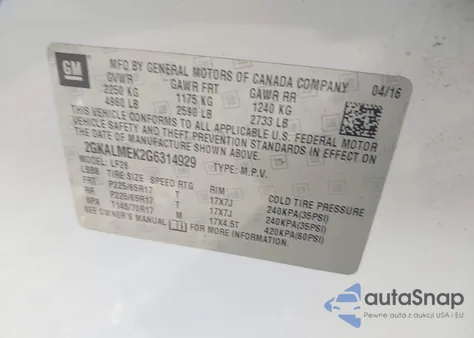 GM
MFD BY GENERAL MOTORS OF CANADA COMPANY
04/16
GVWR GAWR FRT GAWR RR
2250 KG 1175 KG 1240 KG
4960 LB 2590 LB 2733 LB
THIS VEHICLE CONFORMS TO ALL APPLICABLE U.S. FEDERAL MOTOR
VEHICLE SAFETY AND THEFT PREVENTION STANDARDS IN EFFECT ON
THE DATE OF MANUFACTURE SHOWN ABOVE.
2GKALMEK2G6314929 TYPE: M.P.V.
MODEL: LF26
TIRE SIZE SPEED RTG RIM COLD TIRE PRESSURE
FRT P225/65R17 T 17X7J 240KPA(35PSI)
RR P225/65R17 T 17X7J 240KPA(35PSI)
SPA T145/70R17 M 17X4.5T 420KPA(60PSI)
SEE OWNER'S MANUAL FOR MORE INFORMATION
autoSnap
Pewne auta z aukcji USA i EU